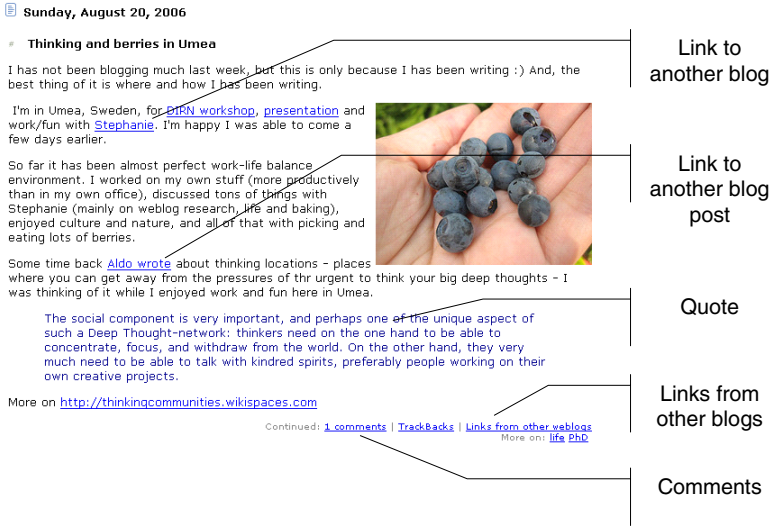 Sunday, August 20, 2006
# Thinking and berries in Umea
I has not been blogging much last week, but this is only because I has been writing :) And, the
best thing of it is where and how I has been writing.
I'm in Umea, Sweden, for DIRN workshop, presentation and
work/fun with Stephanie. I'm happy I was able to come a
few days earlier.
So far it has been almost perfect work-life balance
environment. I worked on my own stuff (more productively
than in my own office), discussed tons of things with
Stephanie (mainly on weblog research, life and baking),
enjoyed culture and nature, and all of that with picking and
eating lots of berries.
Some time back Aldo wrote about thinking locations - places
where you can get away from the pressures of thr urgent to think your big deep thoughts - I
was thinking of it while I enjoyed work and fun here in Umea.
The social component is very important, and perhaps one of the unique aspect of
such a Deep Thought-network: thinkers need on the one hand to be able to
concentrate, focus, and withdraw from the world. On the other hand, they very
much need to be able to talk with kindred spirits, preferably people working on their
own creative projects.
More on http://thinkingcommunities.wikispaces.com
Continued: 1 comments | TrackBacks | Links from other weblogs
More on: life PhD
Link to
another blog
Link to
another blog
post
Quote
Links from
other blogs
Comments